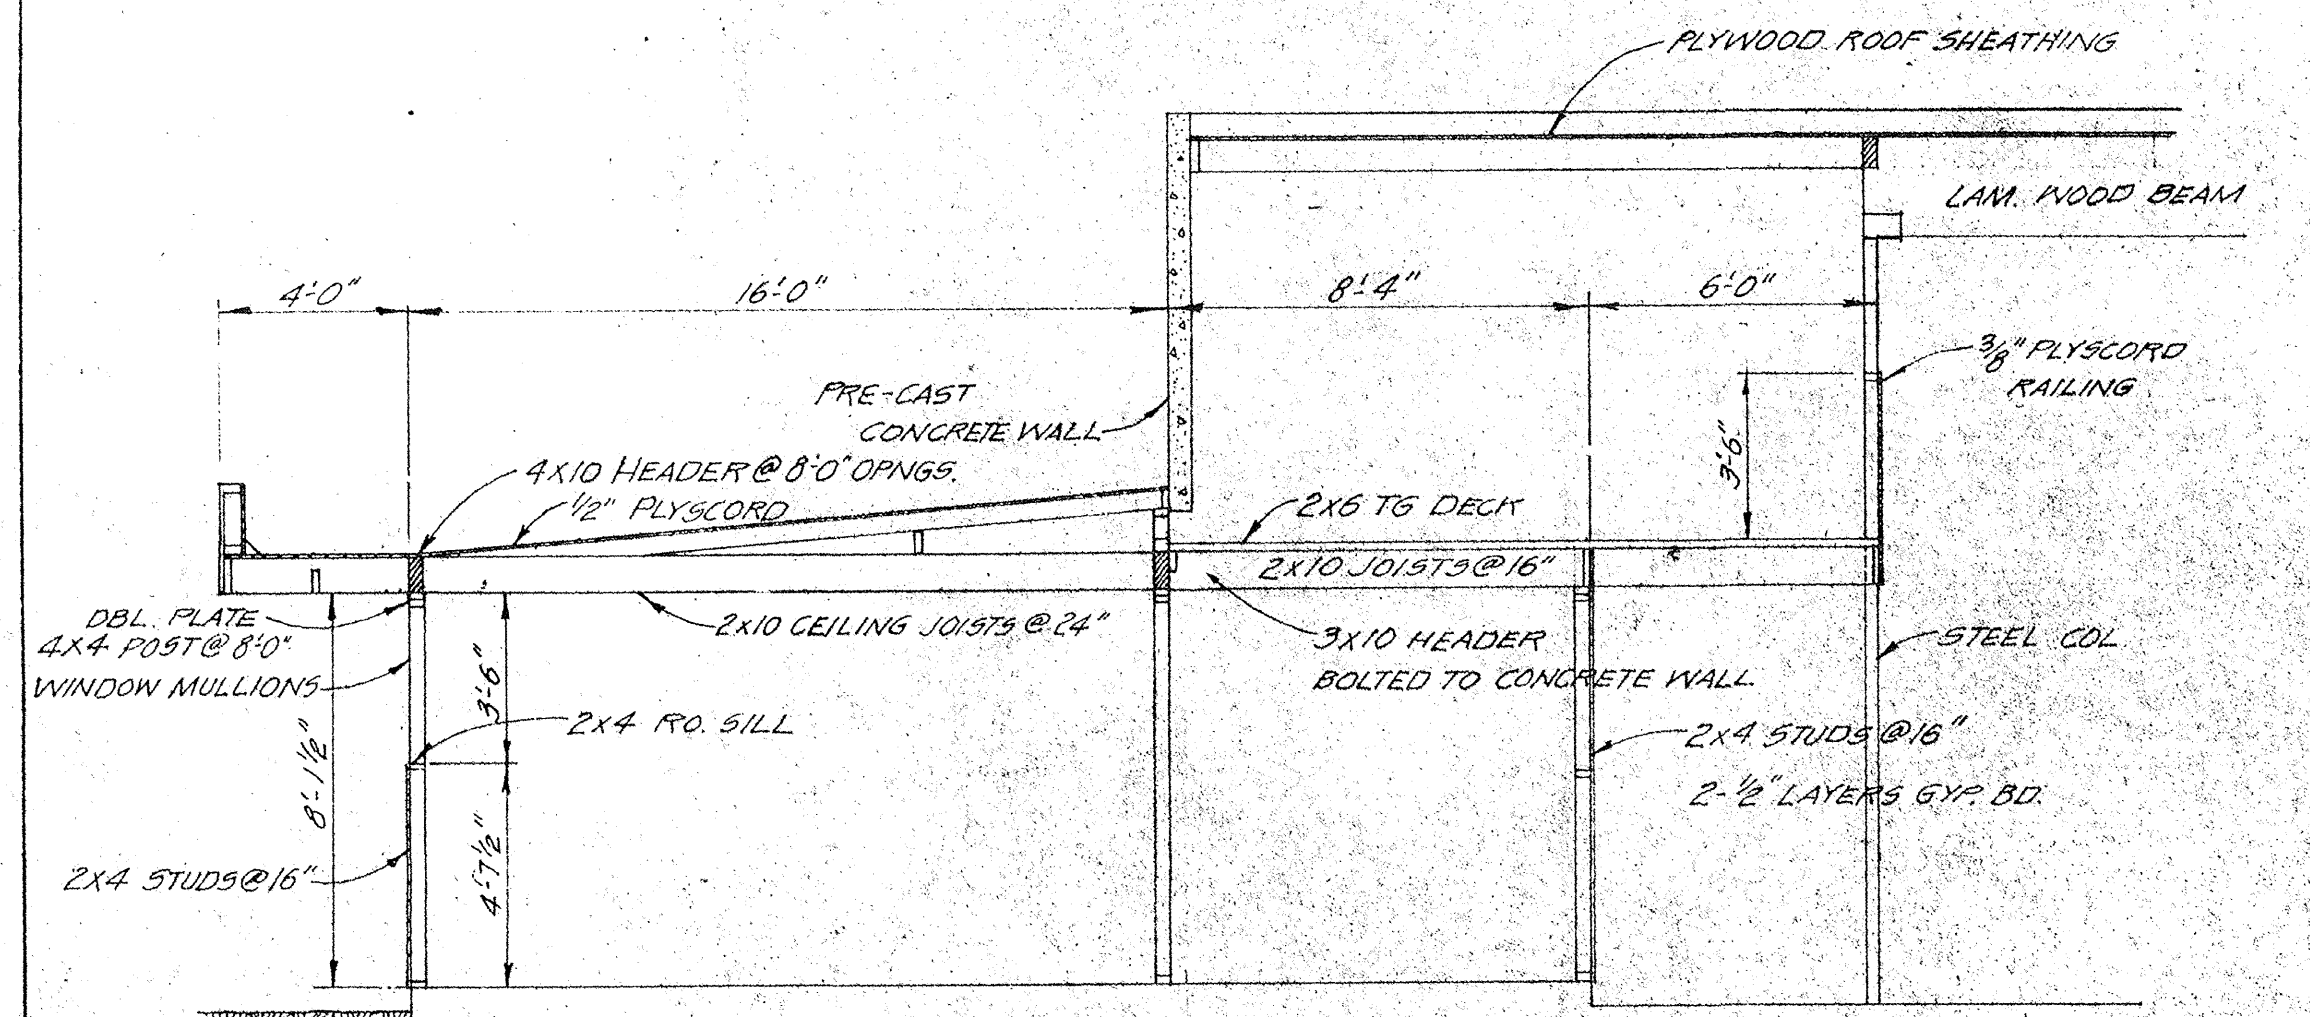 PLYWOOD ROOF SHEATHING
LAM. WOOD BEAM
4'-0"
16'-0"
8'-4"
6'-0"
3/8" PLYSCORD
RAILING
PRE-CAST
CONCRETE WALL
3'-6"
4X10 HEADER @ 8'-0" OPNGS.
1/2" PLYSCORD
2X6 TG DECK
2X10 JOISTS @ 16"
DBL. PLATE
4X4 POST @ 8'-0"
WINDOW MULLIONS
2X10 CEILING JOISTS @ 24"
3X10 HEADER
BOLTED TO CONCRETE WALL
STEEL COL.
3'-6"
2X4 RO. SILL
2X4 STUDS @ 16"
8'-1 1/2"
2-1/2" LAYERS GYP. BD.
4'-7 1/2"
2X4 STUDS @ 16"